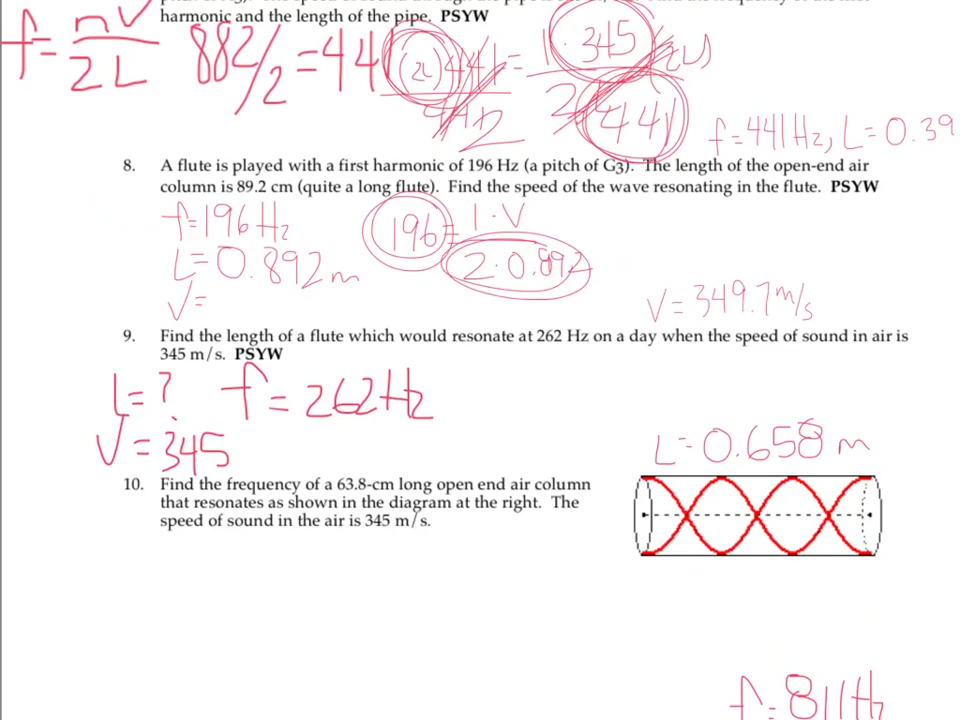 harmonic and the length of the pipe. PSYW
f = nV / 2L 882/2 = 441 (2L) 441 = 1 · 345
2 441
f = 441 Hz, L = 0.39
8. A flute is played with a first harmonic of 196 Hz (a pitch of G3). The length of the open-end air
column is 89.2 cm (quite a long flute). Find the speed of the wave resonating in the flute. PSYW
f = 196 Hz 196 = 1 · V
L = 0.892 m 2 · 0.892
V = V = 349.7 m/s
9. Find the length of a flute which would resonate at 262 Hz on a day when the speed of sound in air is
345 m/s. PSYW
L = ? f = 262 Hz
V = 345 L = 0.658 m
10. Find the frequency of a 63.8-cm long open end air column
that resonates as shown in the diagram at the right. The
speed of sound in the air is 345 m/s.
f = 811 Hz